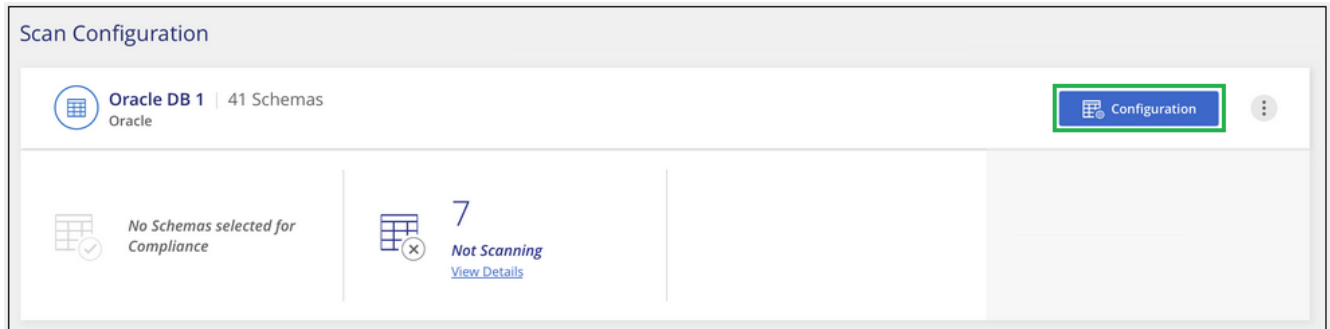 Scan Configuration
Oracle DB 1 | 41 Schemas
Oracle
Configuration
No Schemas selected for
Compliance
7
Not Scanning
View Details